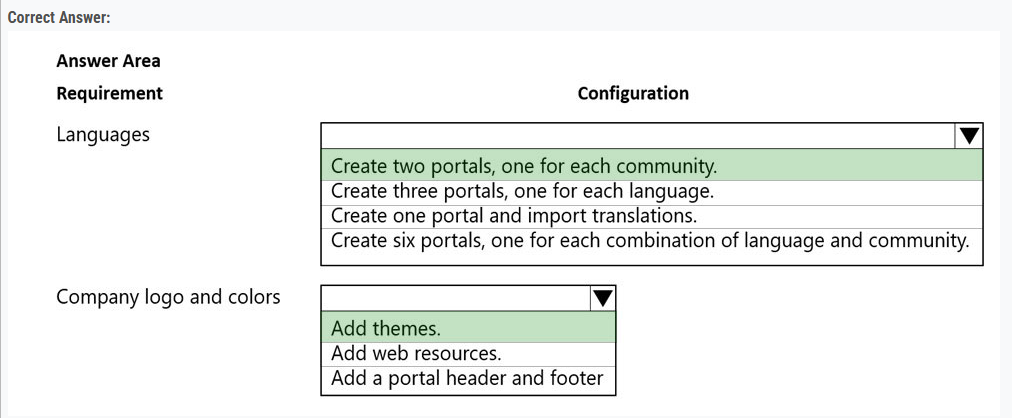 Correct Answer:
Answer Area
Requirement Configuration
Languages
Create two portals, one for each community.
Create three portals, one for each language.
Create one portal and import translations.
Create six portals, one for each combination of language and community.
Company logo and colors
Add themes.
Add web resources.
Add a portal header and footer